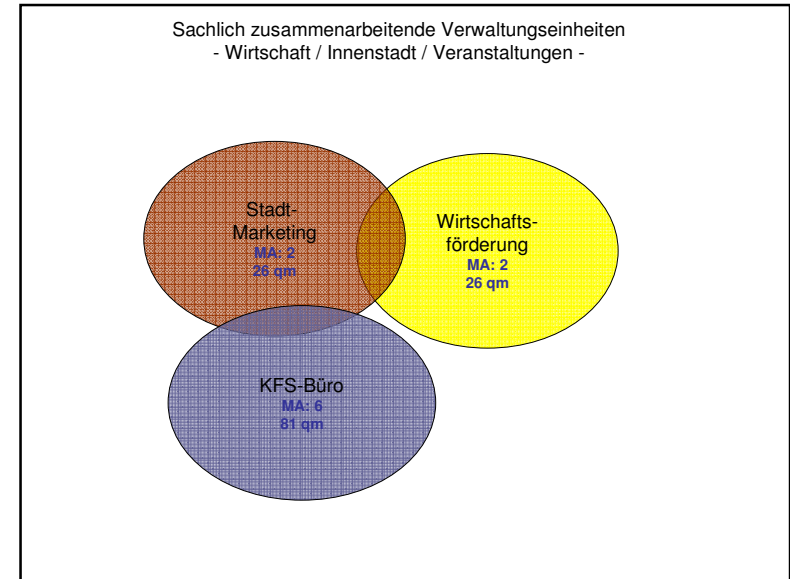 Sachlich zusammenarbeitende Verwaltungseinheiten
- Wirtschaft / Innenstadt / Veranstaltungen -
Stadt-
Marketing
MA: 2
26 qm
Wirtschafts-
förderung
MA: 2
26 qm
KFS-Büro
MA: 6
81 qm